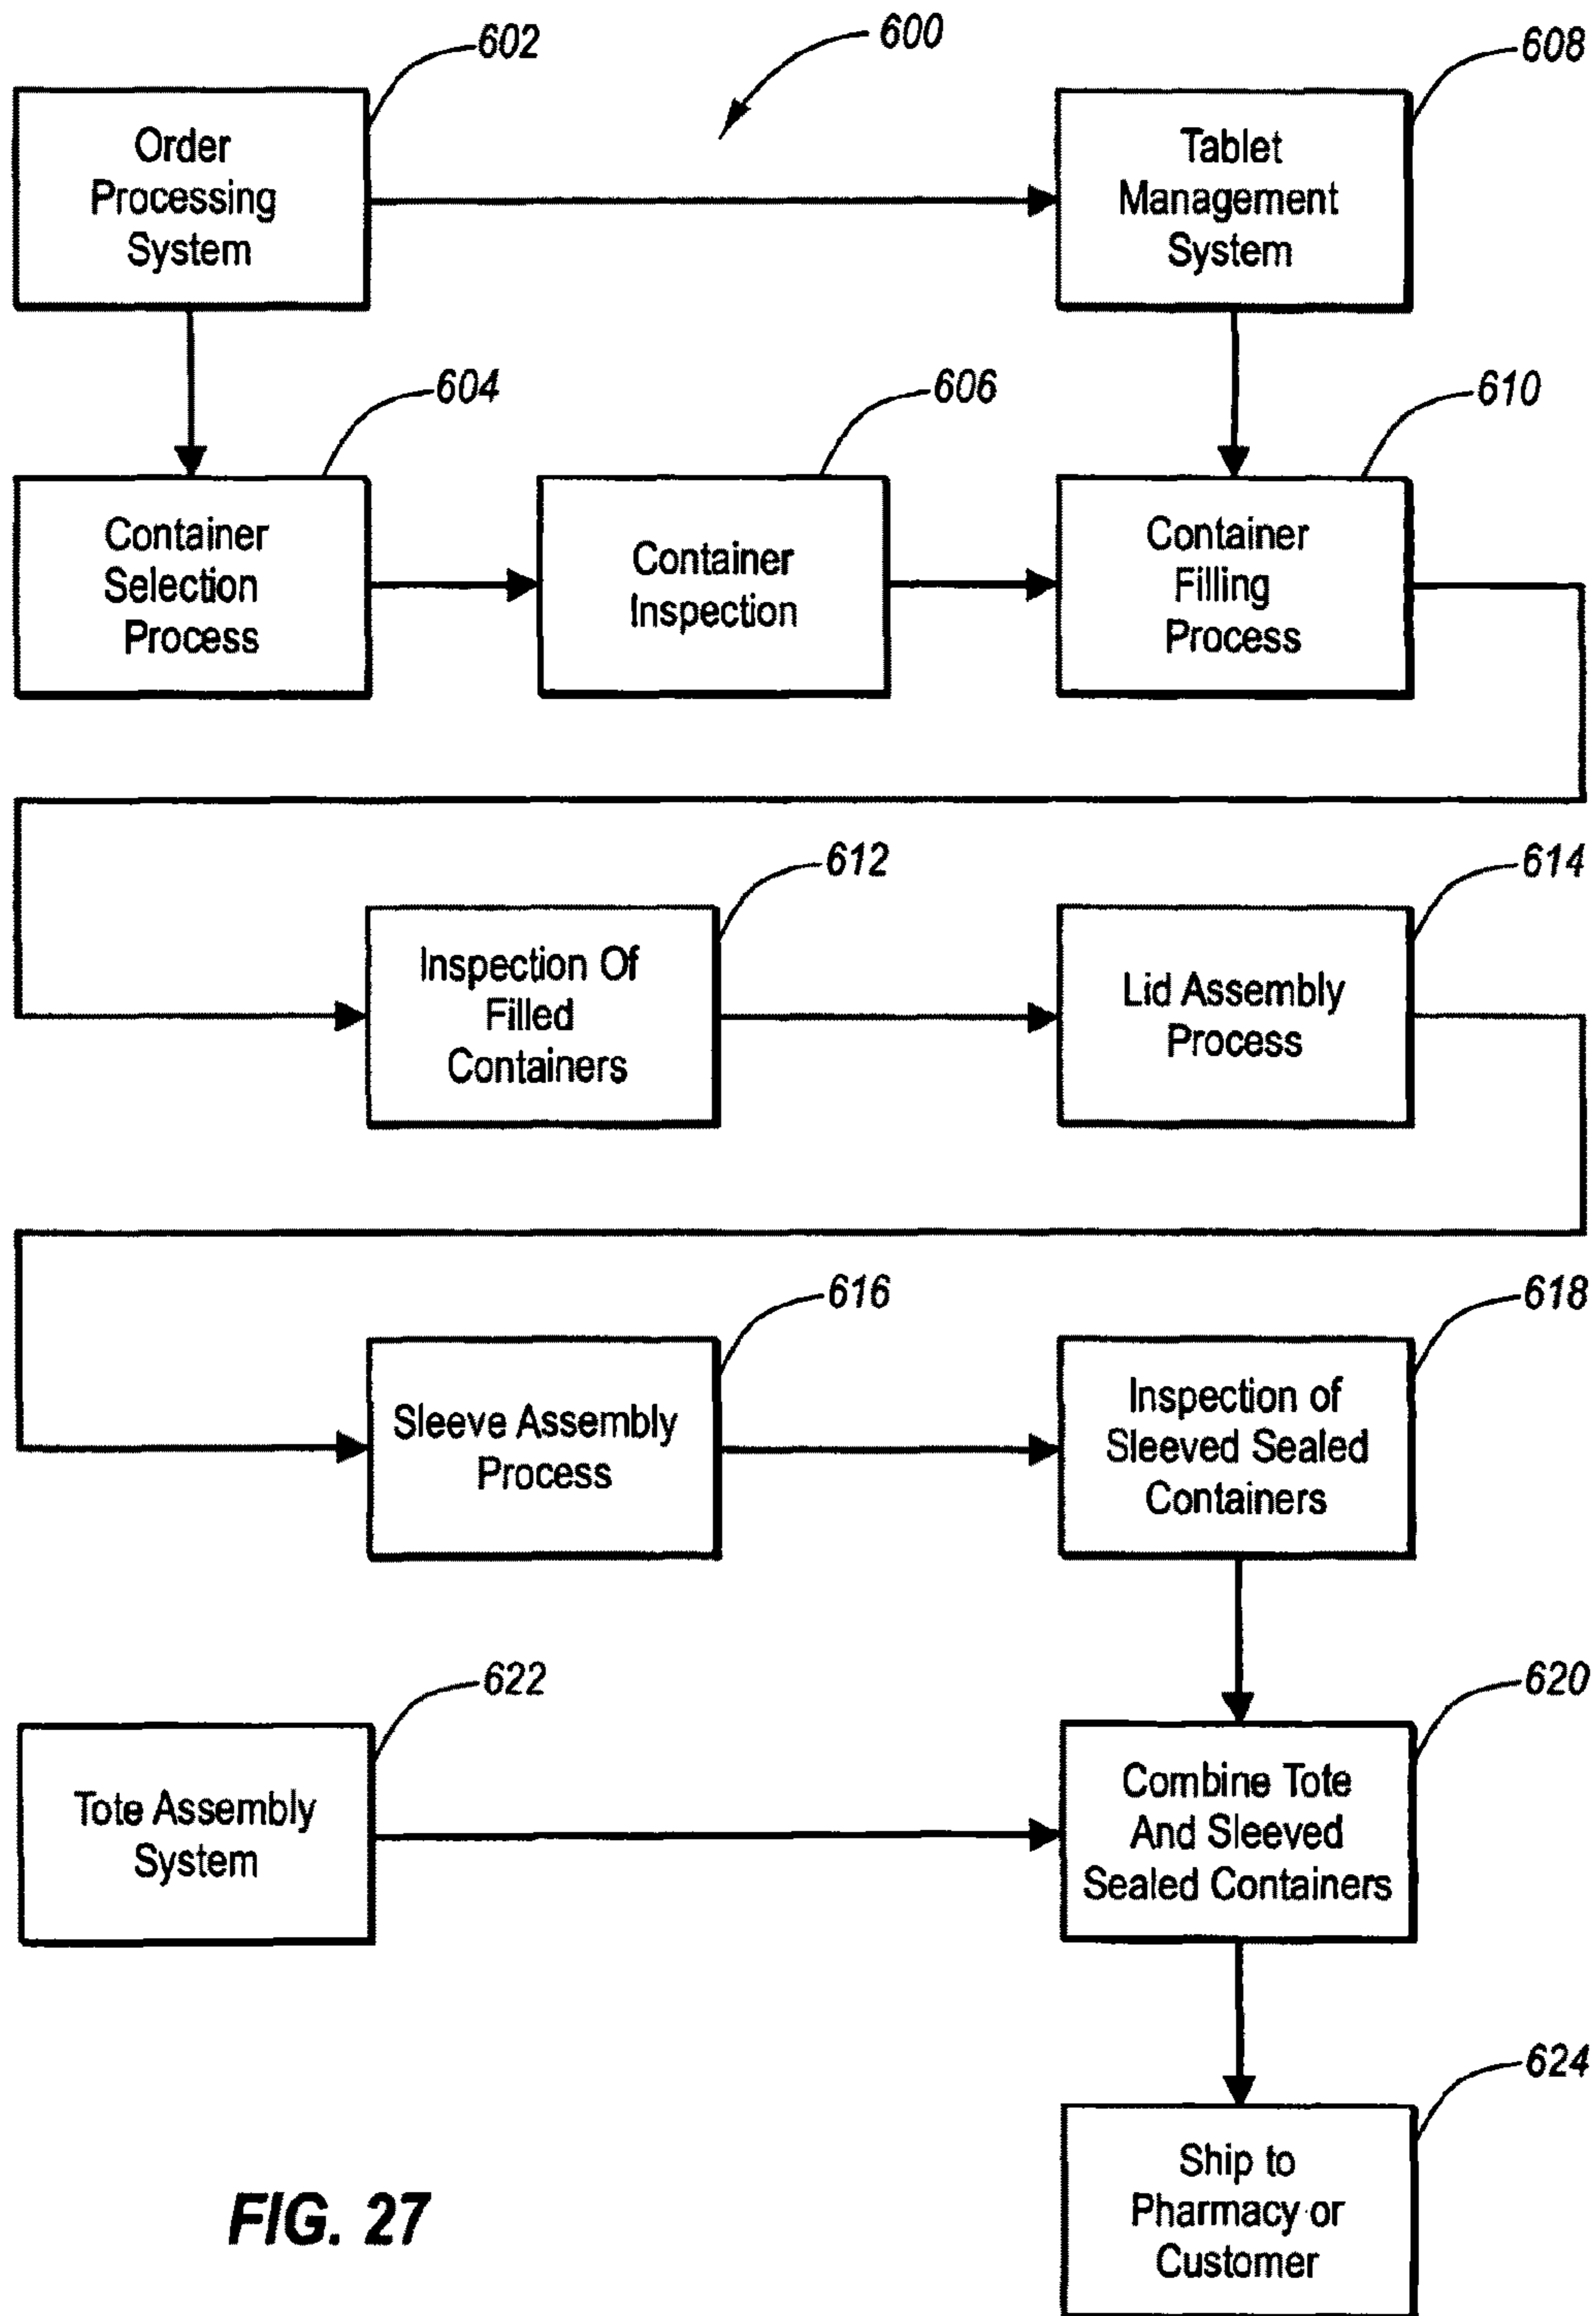 602
600
608
Order
Processing
System
Tablet
Management
System
604
606
610
Container
Selection
Process
Container
Inspection
Container
Filling
Process
612
614
Inspection Of
Filled
Containers
Lid Assembly
Process
616
618
Sleeve Assembly
Process
Inspection of
Sleeved Sealed
Containers
622
620
Tote Assembly
System
Combine Tote
And Sleeved
Sealed Containers
624
Ship to
Pharmacy or
Customer
FIG. 27